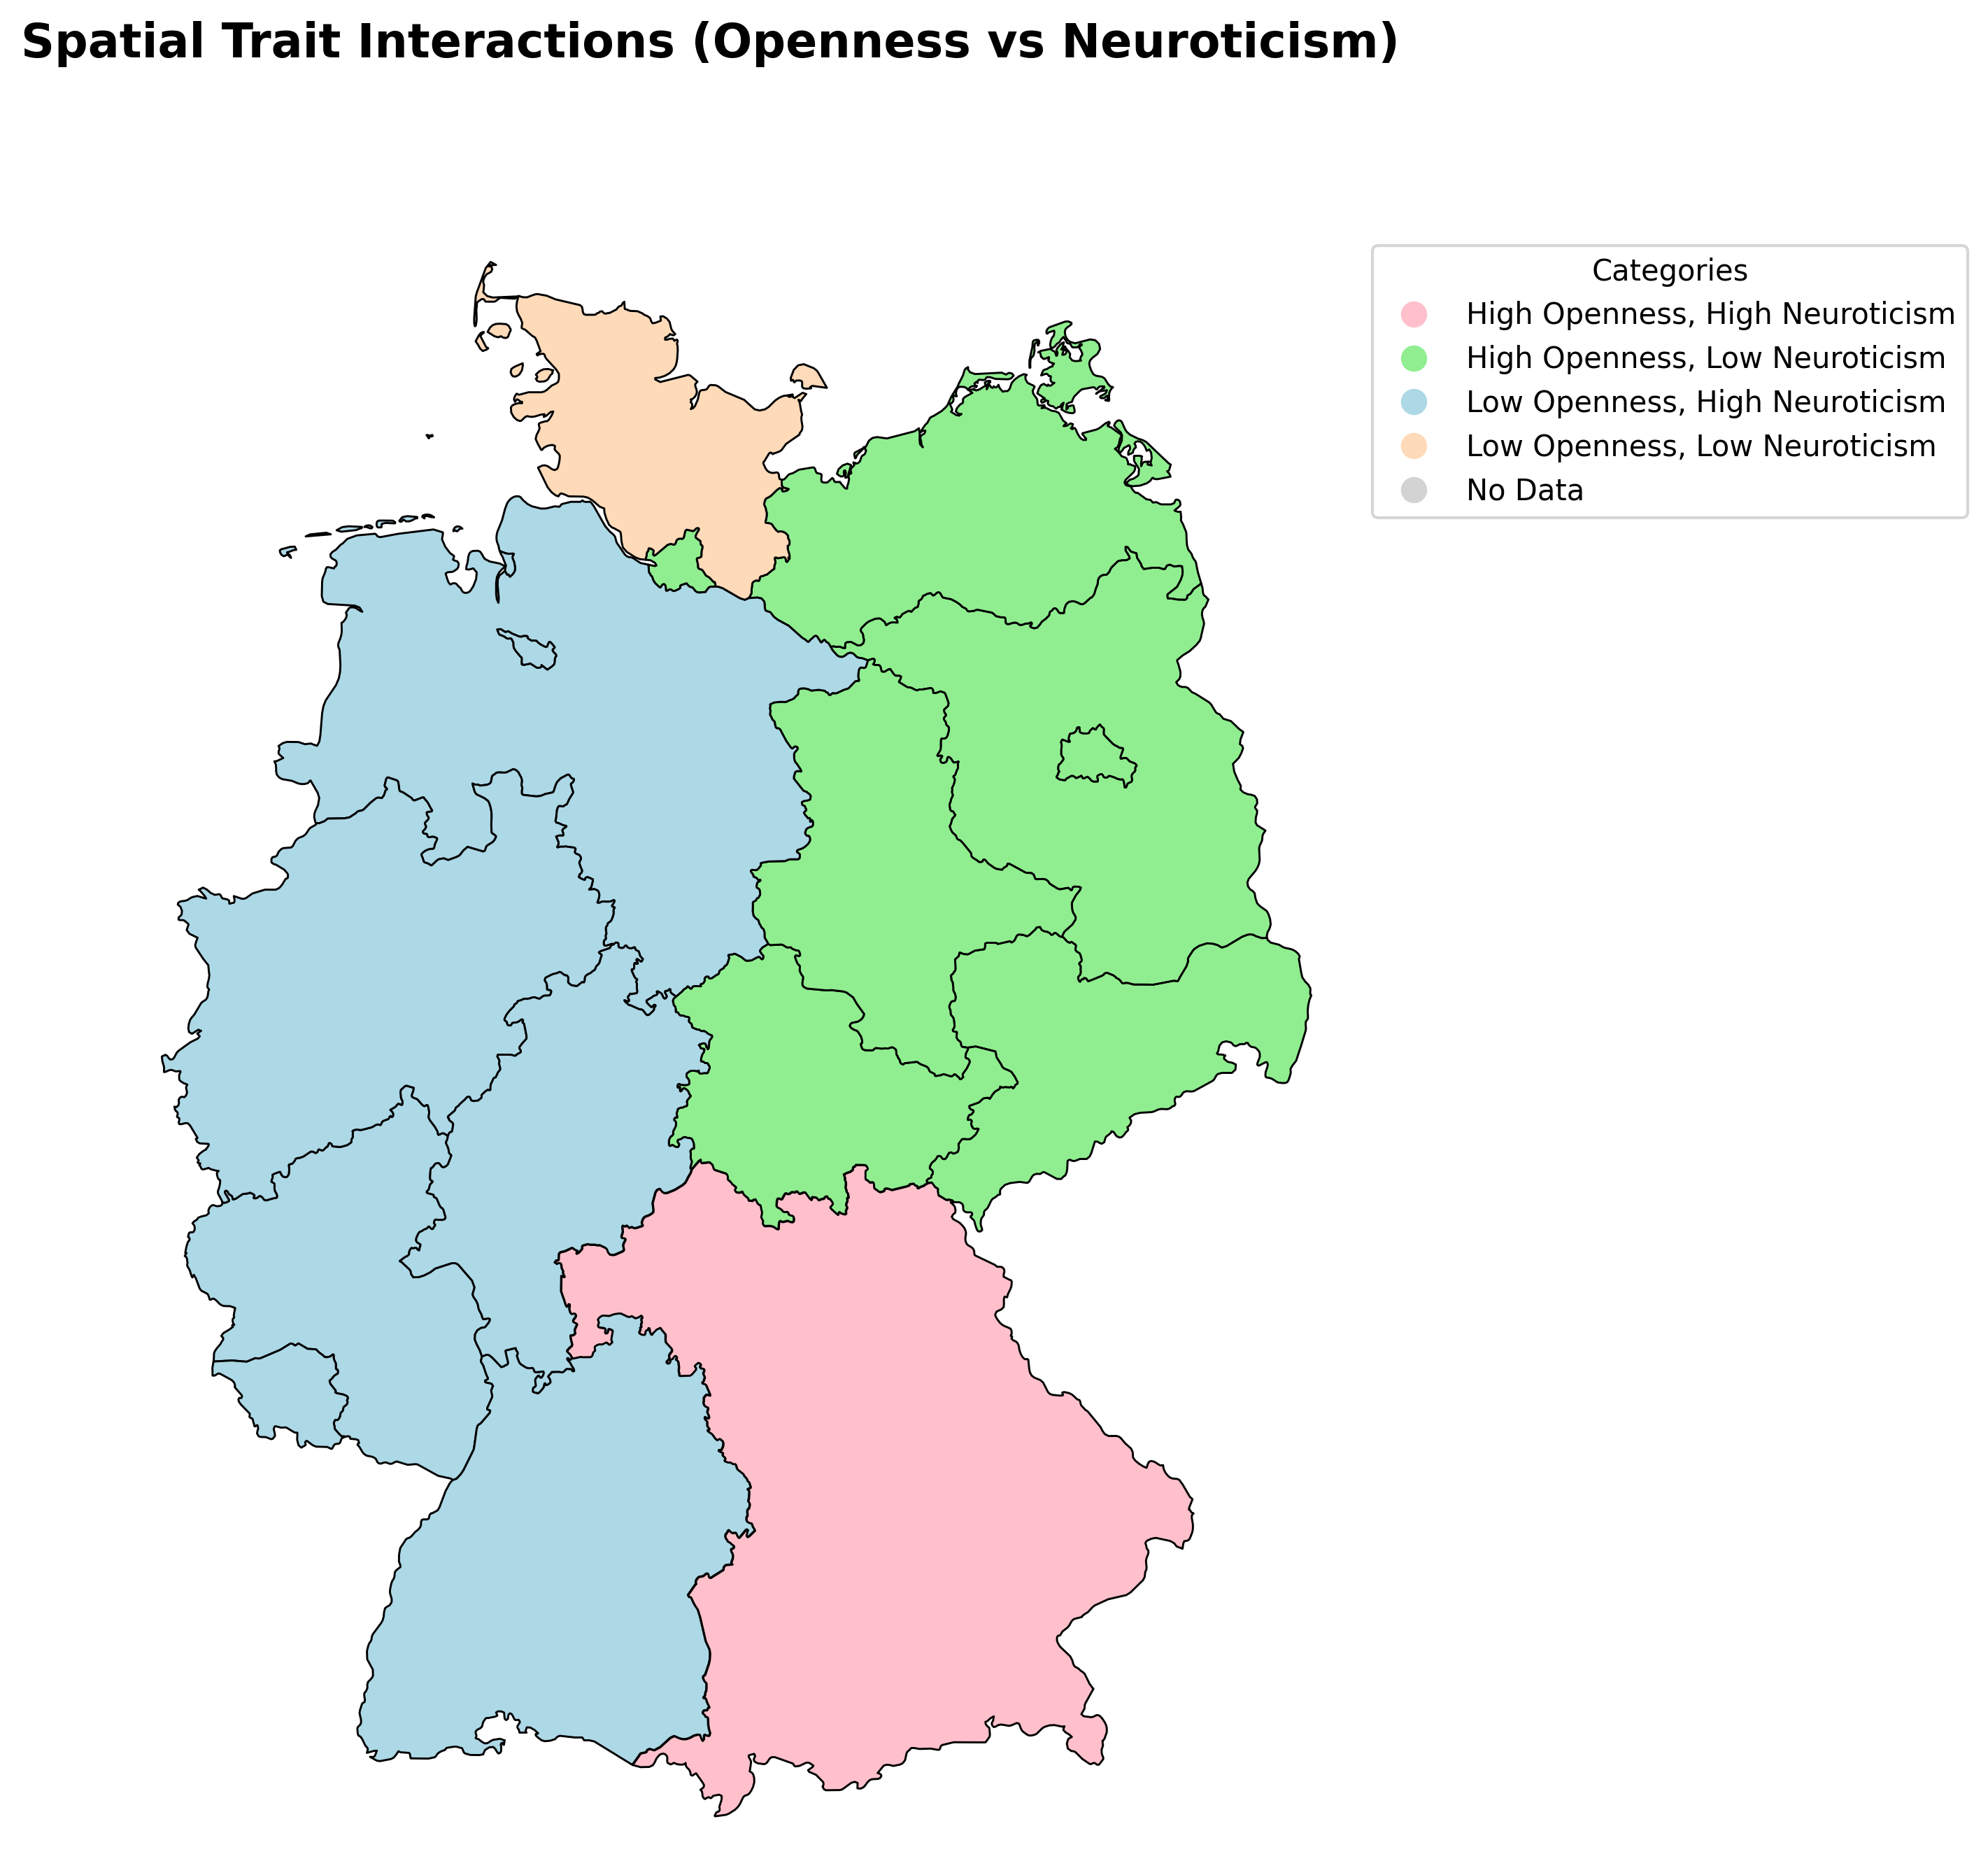 Spatial Trait Interactions (Openness vs Neuroticism)
Categories
High Openness, High Neuroticism
High Openness, Low Neuroticism
Low Openness, High Neuroticism
Low Openness, Low Neuroticism
No Data